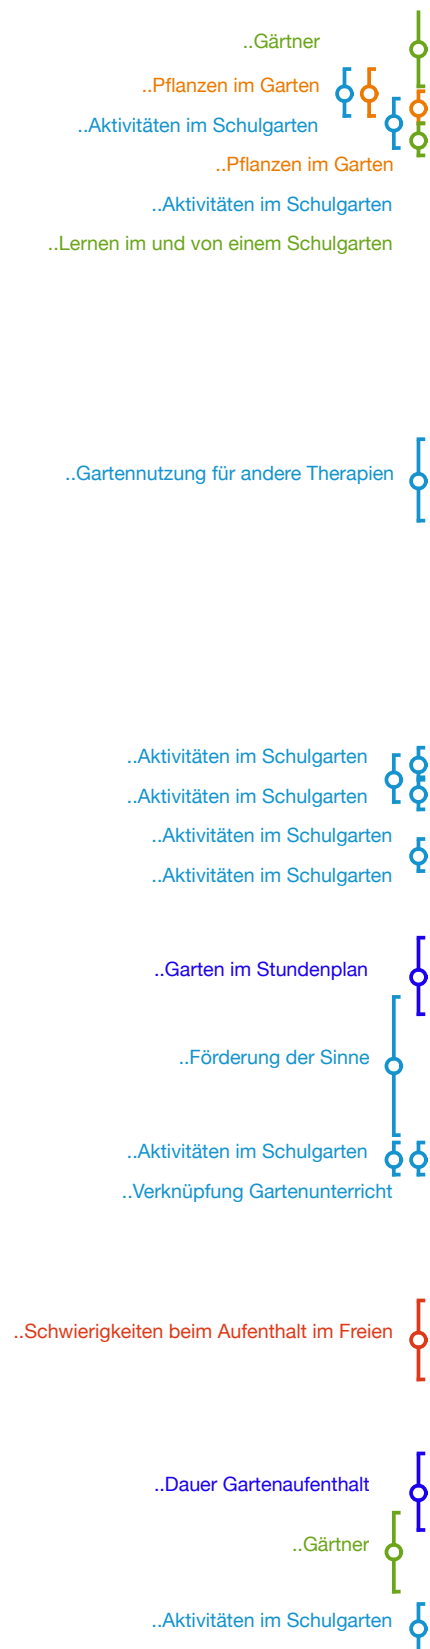 ..Gärtner
..Pflanzen im Garten
..Aktivitäten im Schulgarten
..Pflanzen im Garten
..Aktivitäten im Schulgarten
..Lernen im und von einem Schulgarten
..Gartennutzung für andere Therapien
..Aktivitäten im Schulgarten
..Aktivitäten im Schulgarten
..Aktivitäten im Schulgarten
..Aktivitäten im Schulgarten
..Garten im Stundenplan
..Förderung der Sinne
..Aktivitäten im Schulgarten
..Verknüpfung Gartenunterricht
..Schwierigkeiten beim Aufenthalt im Freien
..Dauer Gartenaufenthalt
..Gärtner
..Aktivitäten im Schulgarten